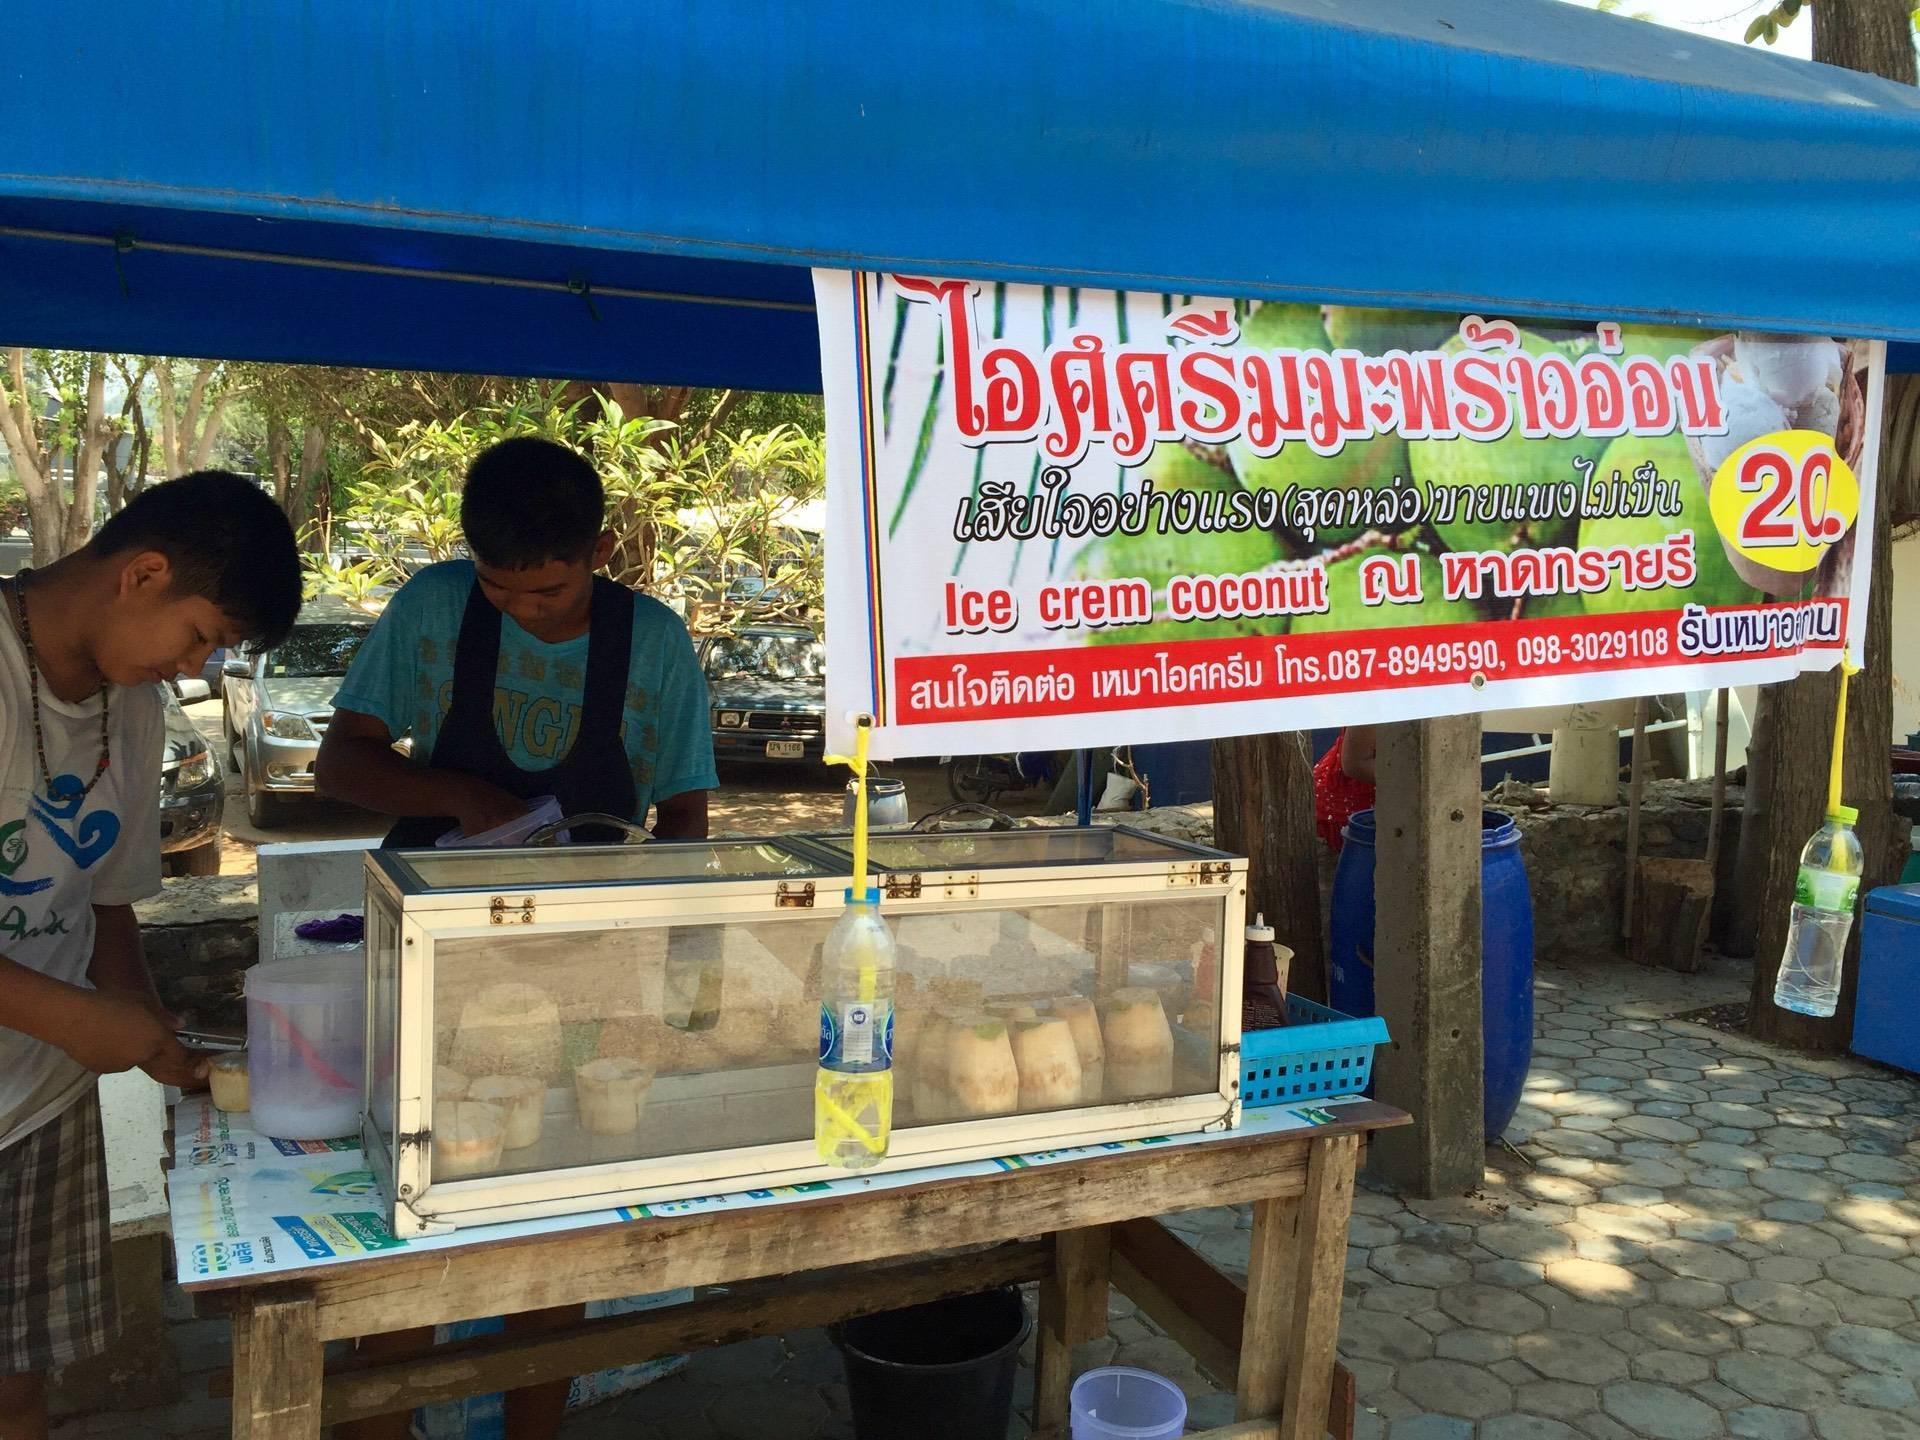 ไอศครีมมะพร้าวอ่อน
เสียใจอย่างแรง(สุดหล่อ)ขายแพงไม่เป็น
20.-
Ice crem coconut ณ หาดทรายรี
สนใจติดต่อ เหมาไอศครีม โทร.087-8949590, 098-3029108 รับเหมาออกงาน